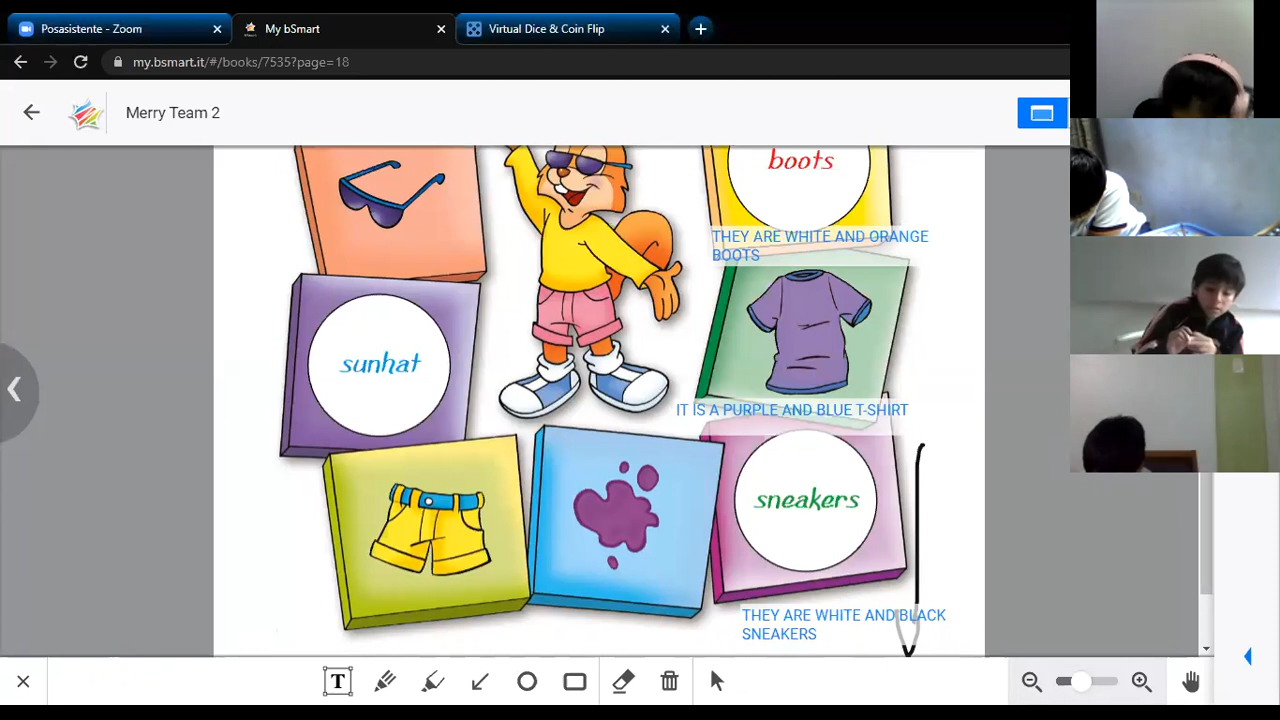 Posasistente - Zoom
My bSmart
Virtual Dice & Coin Flip
my.bsmart.it/#/books/7535?page=18
Merry Team 2
boots
THEY ARE WHITE AND ORANGE
BOOTS
sunhat
IT IS A PURPLE AND BLUE T-SHIRT
sneakers
THEY ARE WHITE AND BLACK
SNEAKERS
T